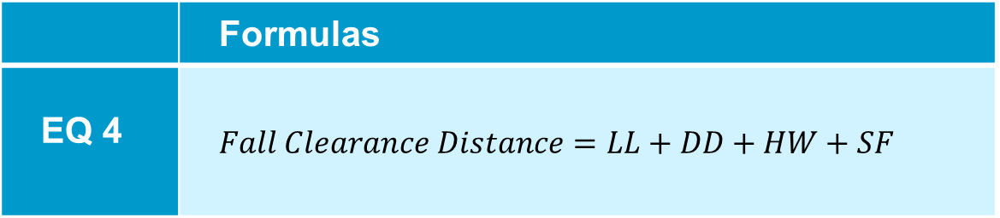 Formulas
EQ 4
Fall Clearance Distance = LL + DD + HW + SF